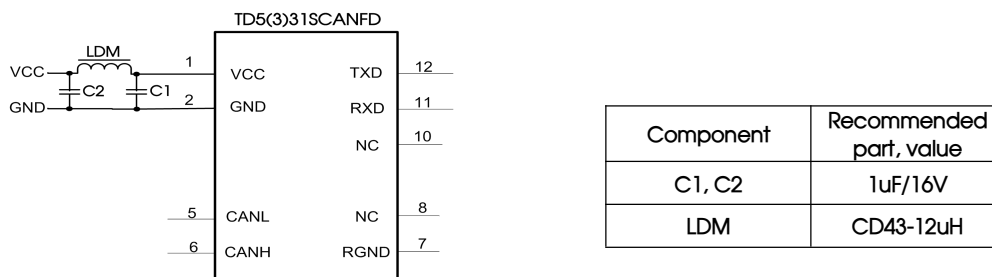 TD5(3)31SCANFD
LDM
VCC
C2
C1
GND
1
VCC
2
GND
5
CANL
6
CANH
TXD
12
RXD
11
NC
10
NC
8
RGND
7
Component Recommended part, value
C1, C2 1uF/16V
LDM CD43-12uH